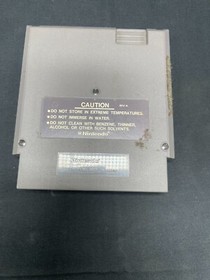 CAUTION
●DO NOT STORE IN EXTREME TEMPERATURES.
●DO NOT IMMERSE IN WATER.
●DO NOT CLEAN WITH BENZENE, THINNER,
ALCOHOL OR OTHER SUCH SOLVENTS.
Nintendo